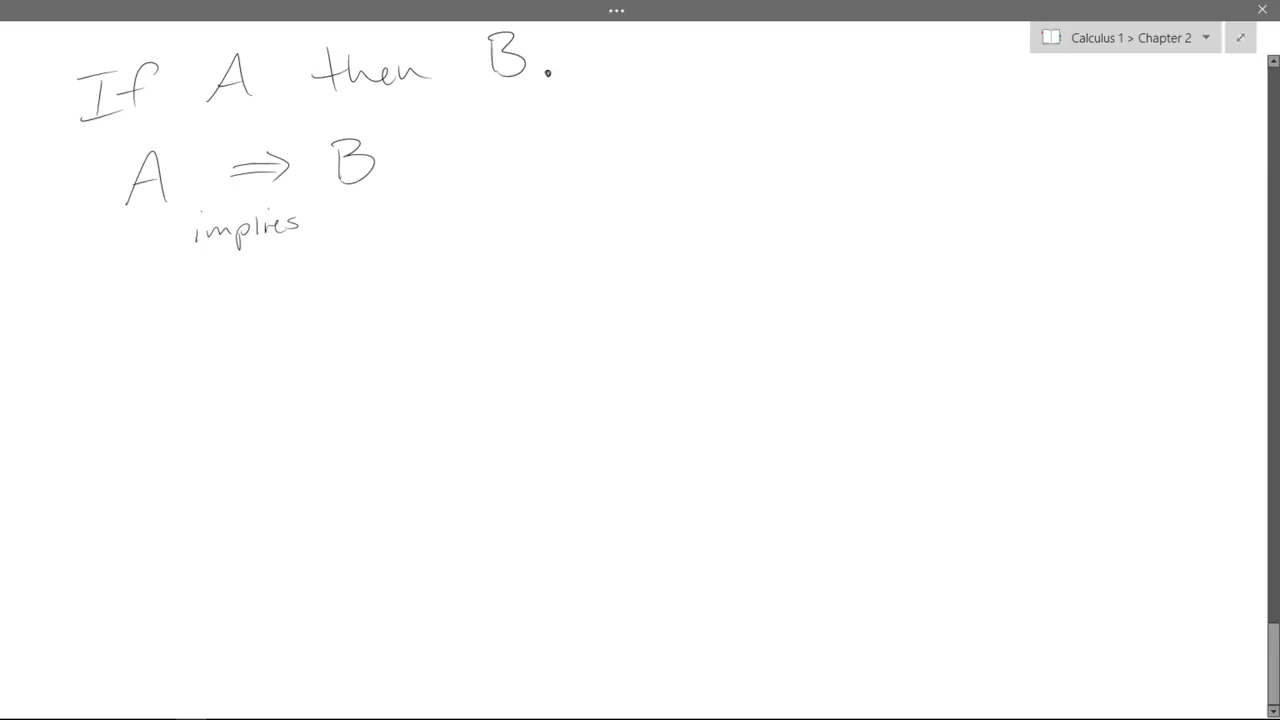 Calculus 1 > Chapter 2
If A then B.
A ⇒ B
implies